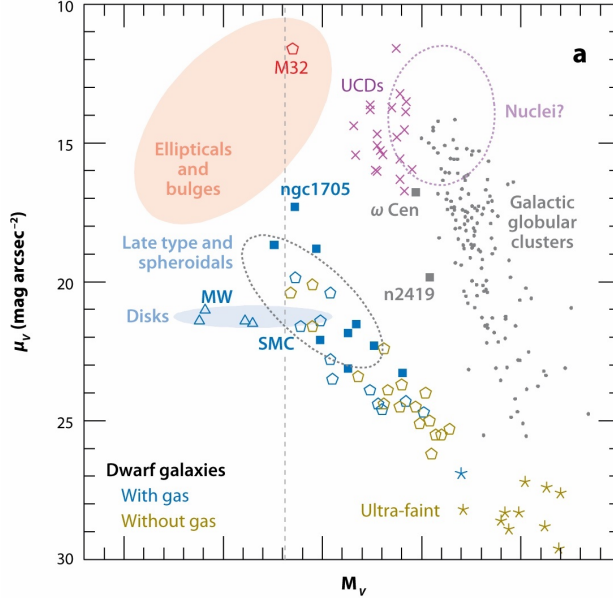 10
15
20
25
30
μV (mag arcsec−2)
MV
a
M32
UCDs
Nuclei?
Ellipticals
and
bulges
ngc1705
ω Cen
Galactic
globular
clusters
Late type and
spheroidals
n2419
MW
Disks
SMC
Dwarf galaxies
With gas
Without gas
Ultra-faint